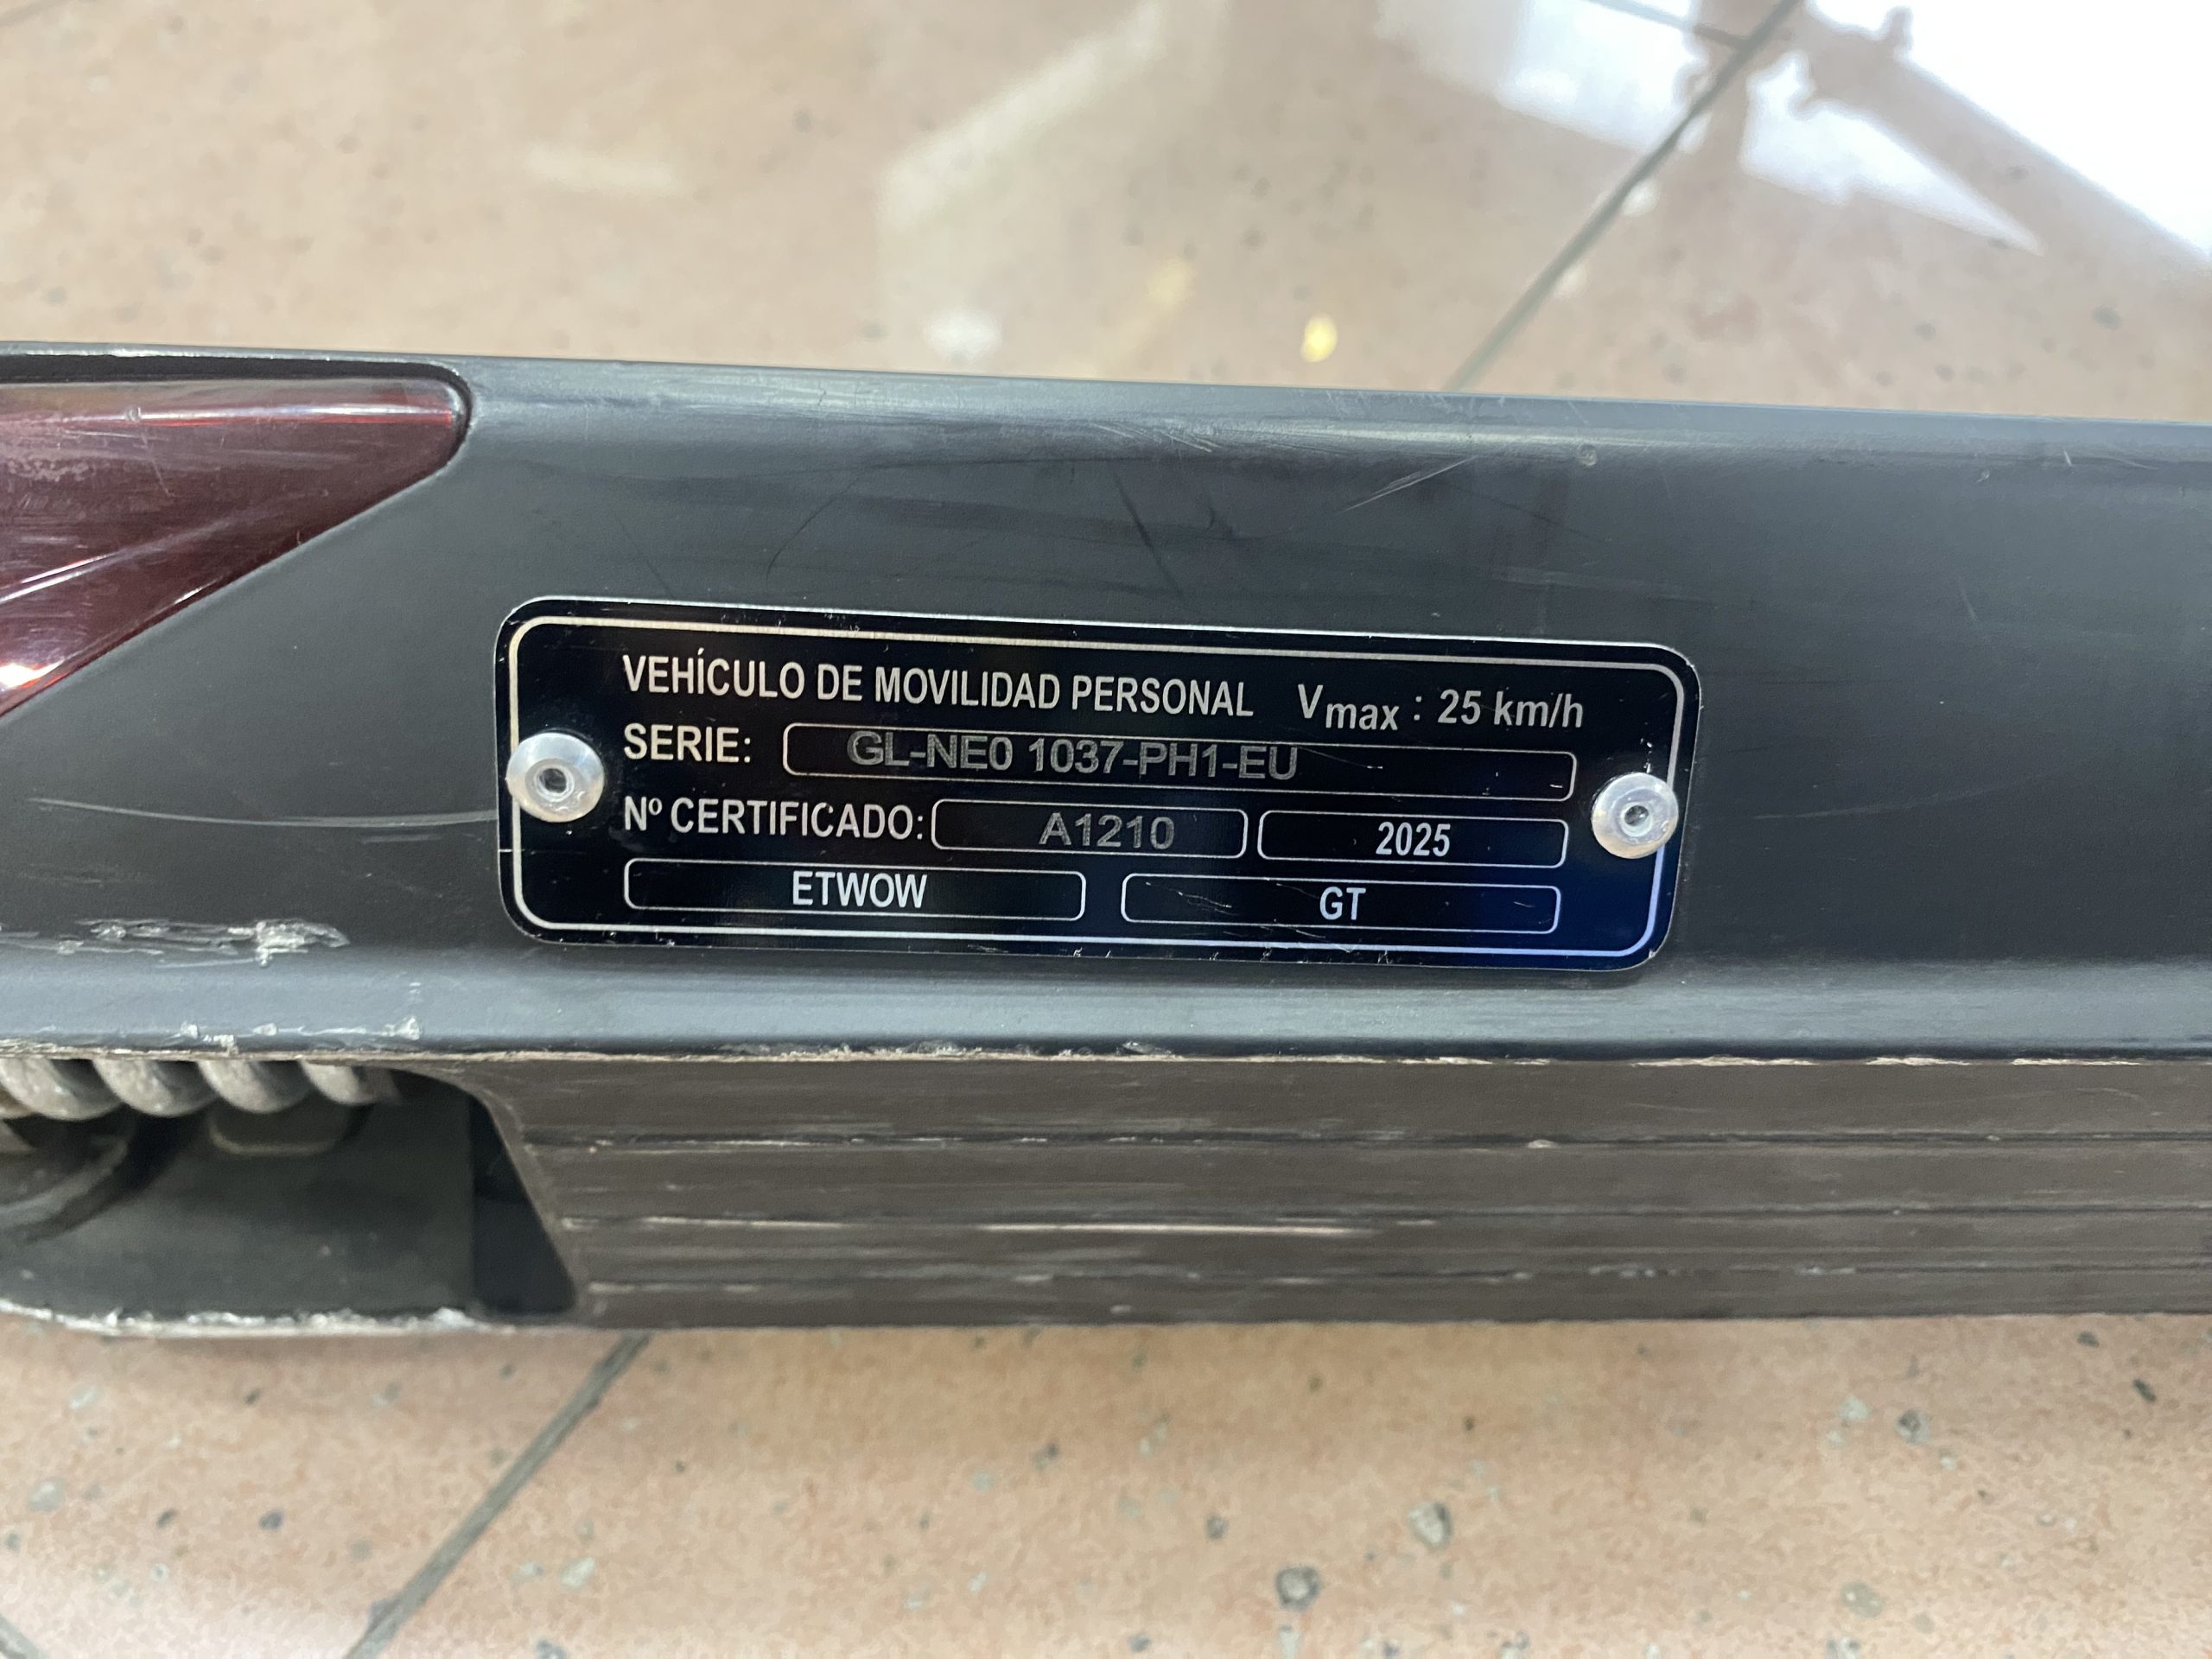 VEHÍCULO DE MOVILIDAD PERSONAL Vmax : 25 km/h
SERIE: GL-NE0 1037-PH1-EU
Nº CERTIFICADO: A1210 2025
ETWOW GT